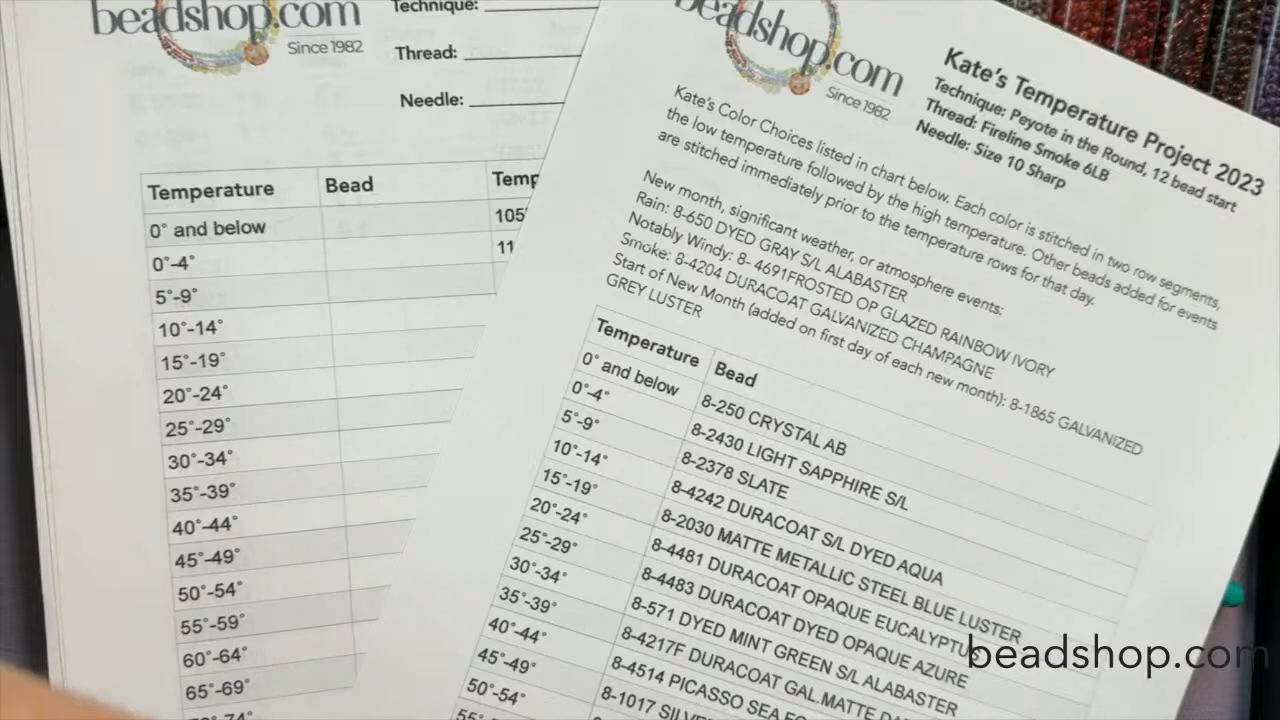 beadshop.com
Since 1982
Technique:
Thread:
Needle:
Temperature Bead
0° and below 105°
0°-4° 11
5°-9°
10°-14°
15°-19°
20°-24°
25°-29°
30°-34°
35°-39°
40°-44°
45°-49°
50°-54°
55°-59°
60°-64°
65°-69°
beadshop.com
Since 1982
Kate's Temperature Project 2023
Technique: Peyote in the Round, 12 bead start
Thread: Fireline Smoke 6LB
Needle: Size 10 Sharp
Kate's Color Choices listed in chart below. Each color is stitched in two row segments,
the low temperature followed by the high temperature. Other beads added for events
are stitched immediately prior to the temperature rows for that day.
New month, significant weather, or atmosphere events:
Rain: 8-650 DYED GRAY S/L ALABASTER
Notably Windy: 8- 4691FROSTED OP GLAZED RAINBOW IVORY
Smoke: 8-4204 DURACOAT GALVANIZED CHAMPAGNE
Start of New Month (added on first day of each new month): 8-1865 GALVANIZED
GREY LUSTER
Temperature Bead
0° and below 8-250 CRYSTAL AB
0°-4° 8-2430 LIGHT SAPPHIRE S/L
5°-9° 8-2378 SLATE
10°-14° 8-4242 DURACOAT S/L DYED AQUA
15°-19° 8-2030 MATTE METALLIC STEEL BLUE LUSTER
20°-24° 8-4481 DURACOAT OPAQUE EUCALYPTU
25°-29° 8-4483 DURACOAT DYED OPAQUE AZURE
30°-34° 8-571 DYED MINT GREEN S/L ALABASTER
35°-39° 8-4217F DURACOAT GAL.MATTE
40°-44° 8-4514 PICASSO SEA
45°-49° 8-1017
50°-54°
beadshop.com